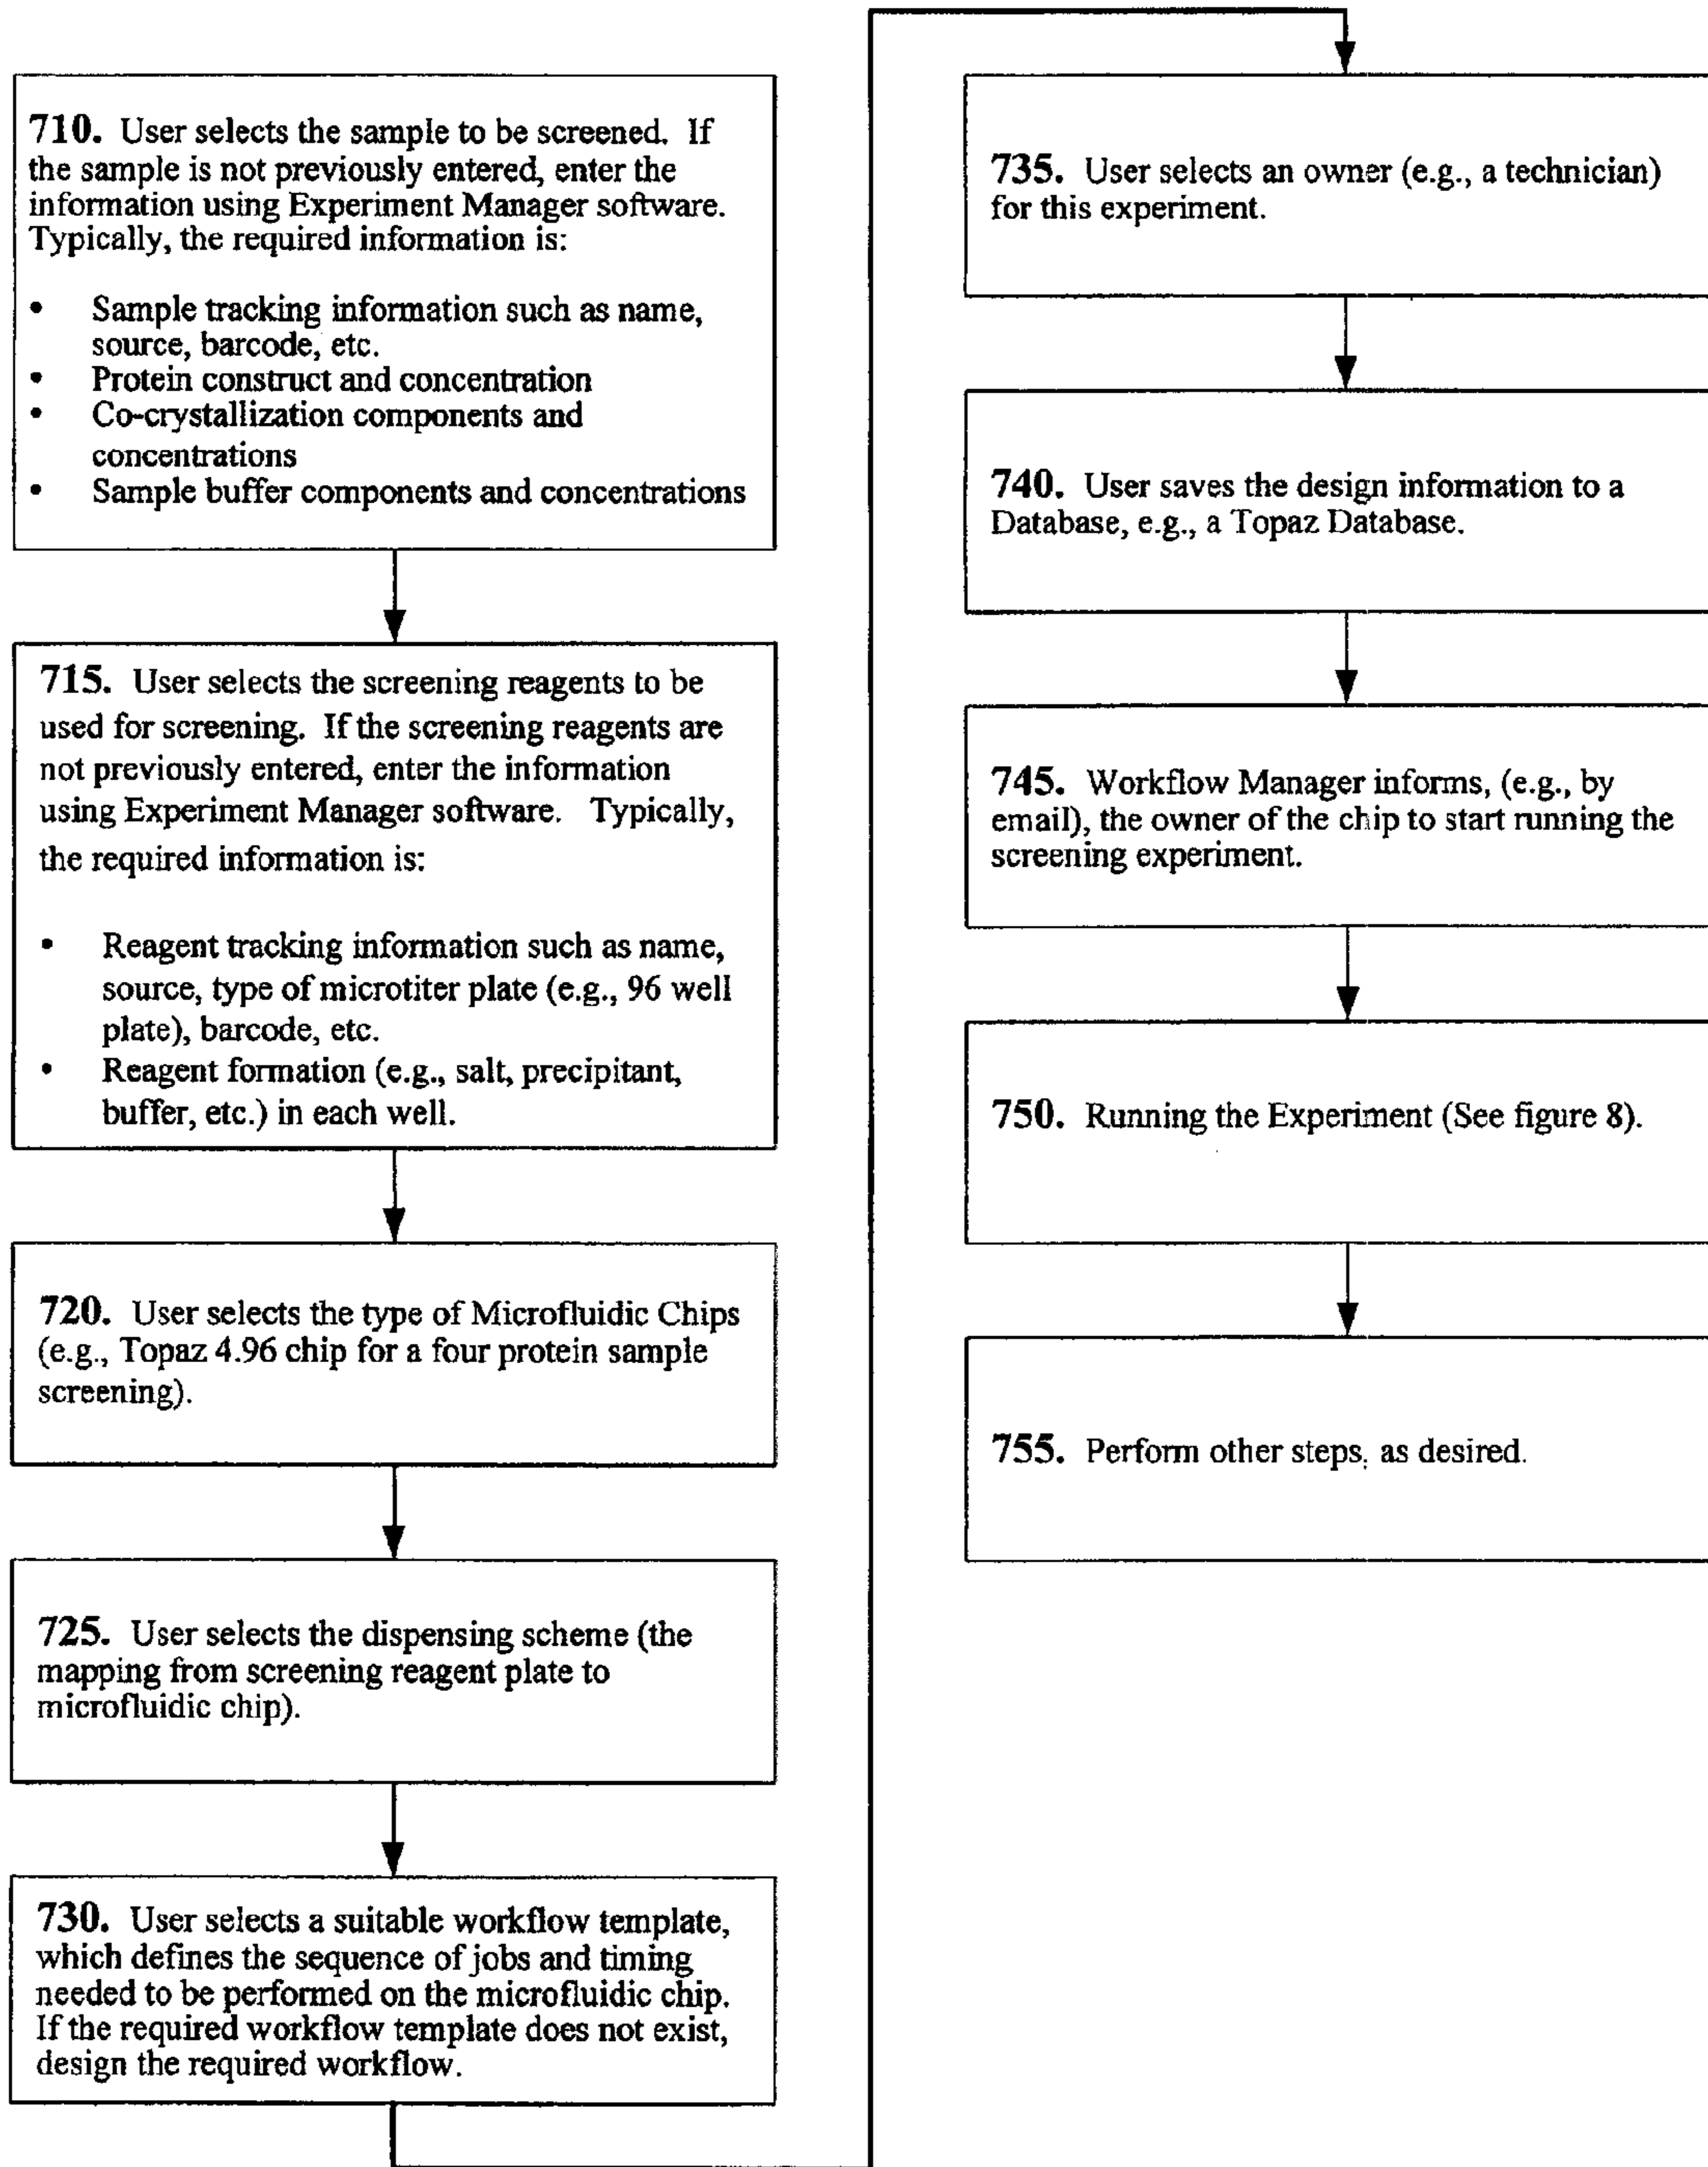 710. User selects the sample to be screened. If
the sample is not previously entered, enter the
information using Experiment Manager software.
Typically, the required information is:
• Sample tracking information such as name,
source, barcode, etc.
• Protein construct and concentration
• Co-crystallization components and
concentrations
• Sample buffer components and concentrations
715. User selects the screening reagents to be
used for screening. If the screening reagents are
not previously entered, enter the information
using Experiment Manager software. Typically,
the required information is:
• Reagent tracking information such as name,
source, type of microtiter plate (e.g., 96 well
plate), barcode, etc.
• Reagent formation (e.g., salt, precipitant,
buffer, etc.) in each well.
720. User selects the type of Microfluidic Chips
(e.g., Topaz 4.96 chip for a four protein sample
screening).
725. User selects the dispensing scheme (the
mapping from screening reagent plate to
microfluidic chip).
730. User selects a suitable workflow template,
which defines the sequence of jobs and timing
needed to be performed on the microfluidic chip.
If the required workflow template does not exist,
design the required workflow.
735. User selects an owner (e.g., a technician)
for this experiment.
740. User saves the design information to a
Database, e.g., a Topaz Database.
745. Workflow Manager informs, (e.g., by
email), the owner of the chip to start running the
screening experiment.
750. Running the Experiment (See figure 8).
755. Perform other steps, as desired.